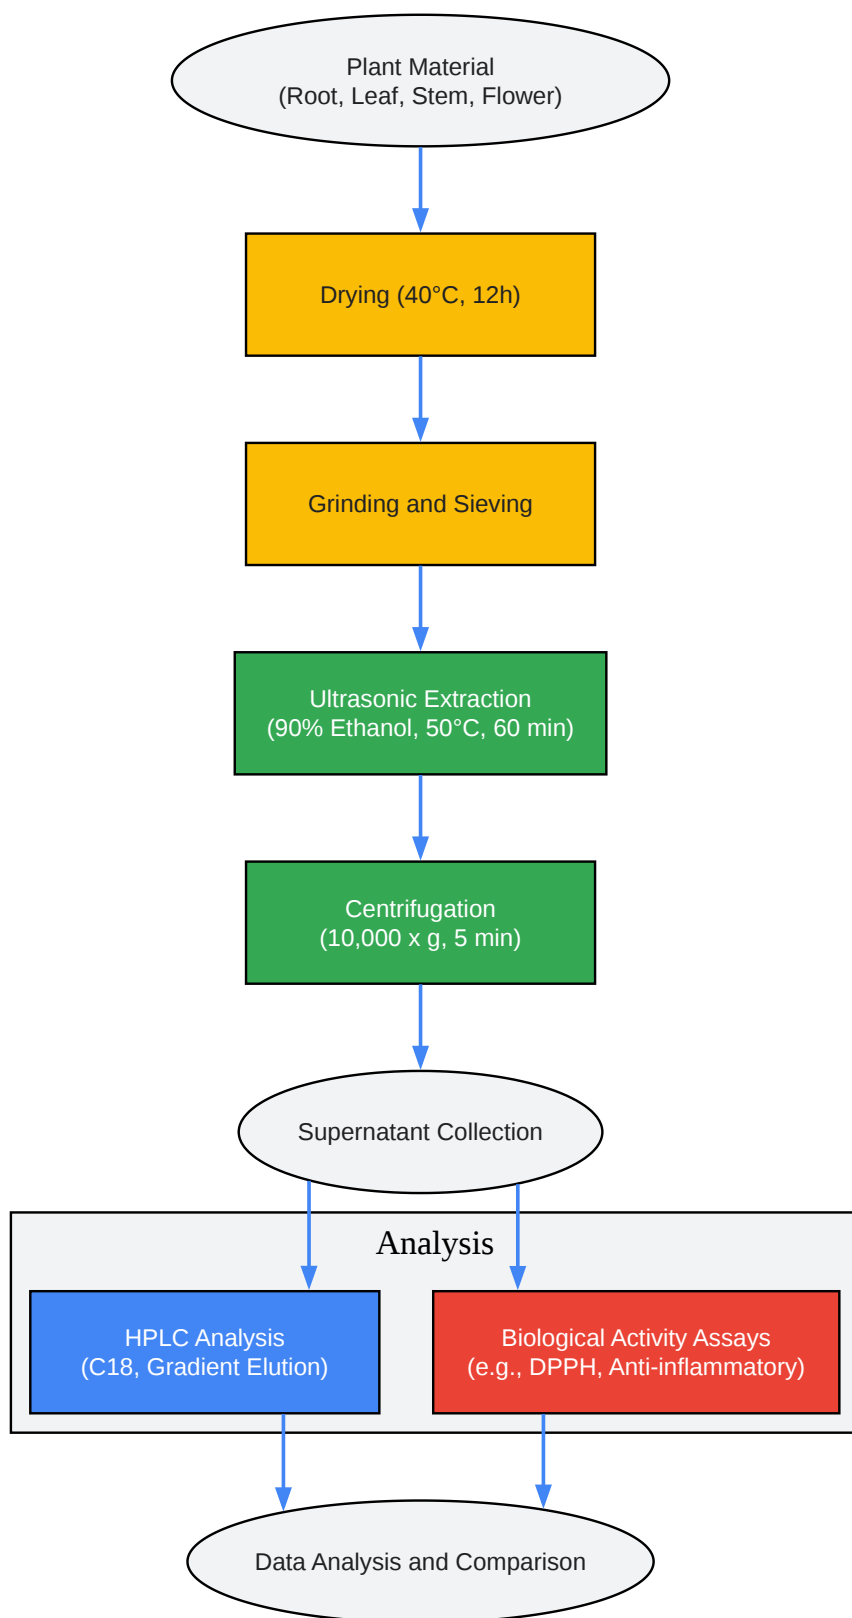 Plant Material
(Root, Leaf, Stem, Flower)
Drying (40°C, 12h)
Grinding and Sieving
Ultrasonic Extraction
(90% Ethanol, 50°C, 60 min)
Centrifugation
(10,000 x g, 5 min)
Supernatant Collection
Analysis
HPLC Analysis
(C18, Gradient Elution)
Biological Activity Assays
(e.g., DPPH, Anti-inflammatory)
Data Analysis and Comparison